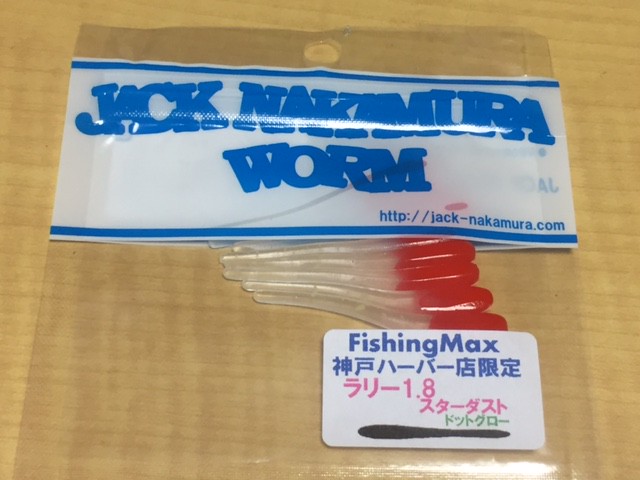 JACK NAKIMURA
WORM
http://jack-nakamura.com
FishingMax
神戸ハーバー店限定
ラリー1.8
スターダスト
ドットグロー